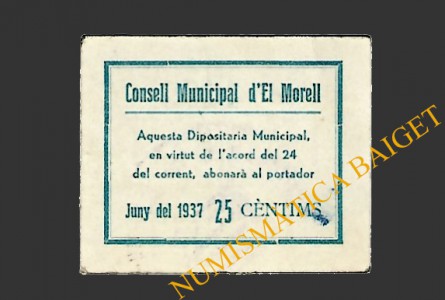 Consell Municipal d'El Morell
Aquesta Dipositaria Municipal,
en virtut de l'acord del 24
del corrent, abonarà al portador
Juny del 1937 25 CÈNTIMS
NUMISMATICA BAIGET